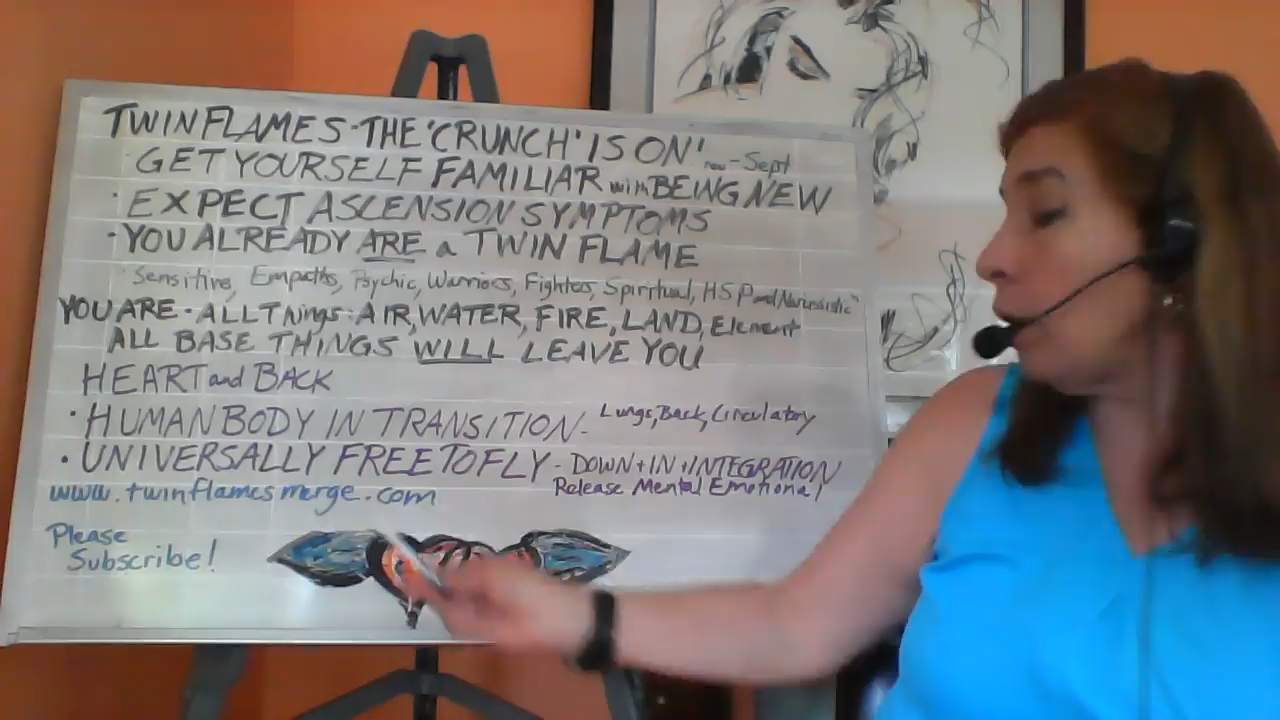 TWIN FLAMES - THE 'CRUNCH' IS ON'
· GET YOURSELF FAMILIAR with BEING NEW now - Sept
· EXPECT ASCENSION SYMPTOMS
· YOU ALREADY ARE a TWIN FLAME
Sensitive, Empaths, Psychic, Warriors, Fighters, Spiritual, HSP and Narcissistic"
YOU ARE - ALL Things: AIR, WATER, FIRE, LAND, Element
ALL BASE THINGS WILL LEAVE YOU
HEART and BACK
· HUMAN BODY IN TRANSITION - Lungs, Back, Circulatory
· UNIVERSALLY FREE TO FLY - DOWN + IN + INTEGRATION
Release Mental Emotional
www.twinflamesmerge.com
Please
Subscribe!